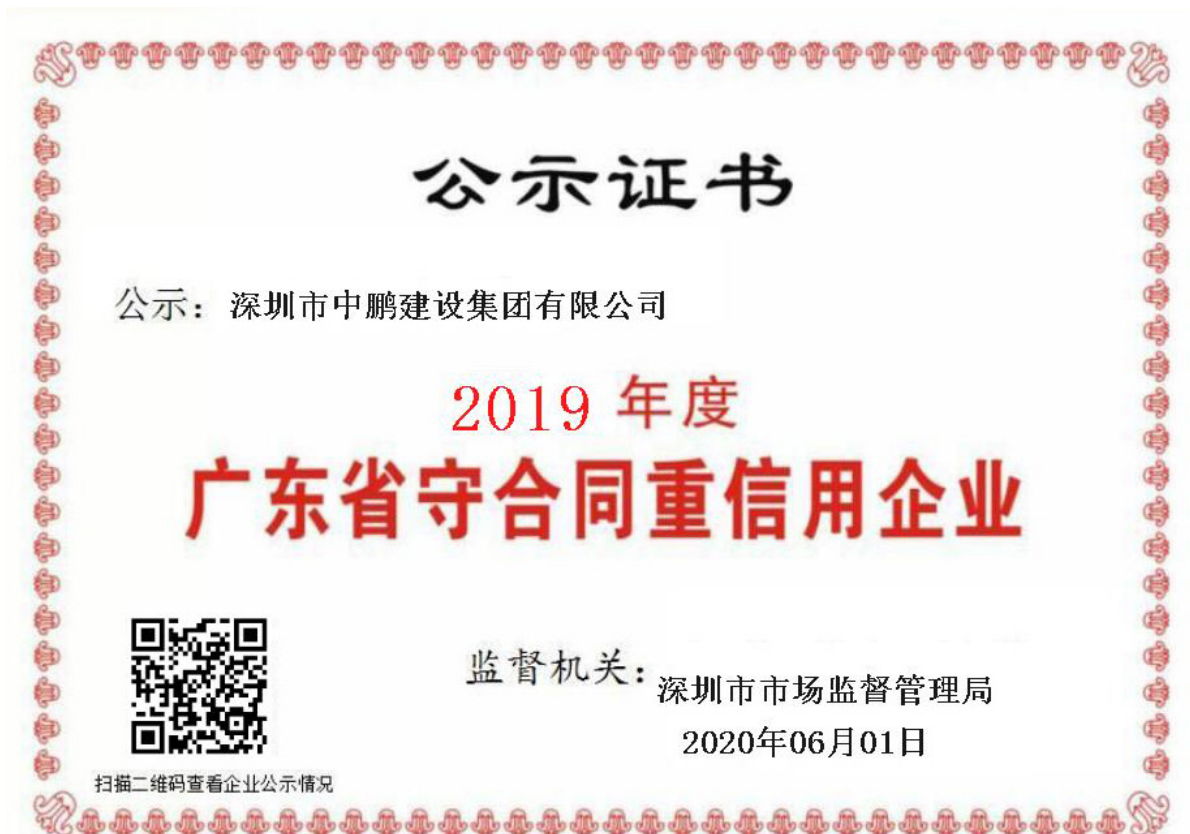 公示证书
公示：深圳市中鹏建设集团有限公司
2019 年度
广东省守合同重信用企业
监督机关：深圳市市场监督管理局
2020年06月01日
扫描二维码查看企业公示情况